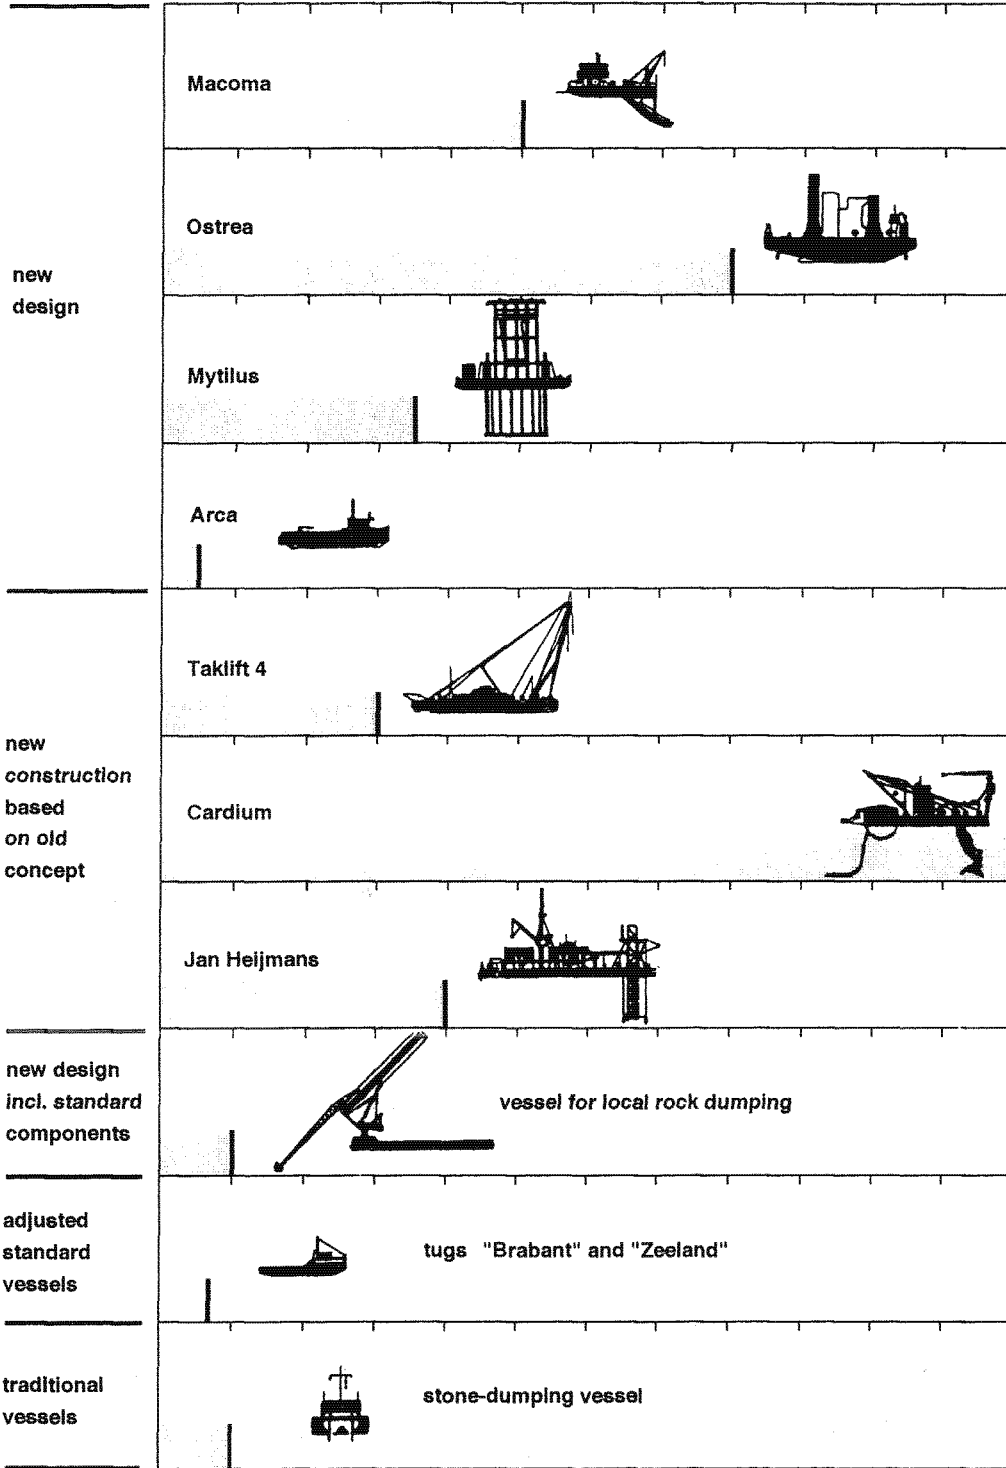 Macoma
Ostrea
new
design
Mytilus
Arca
Taklift 4
new
construction
based
on old
concept
Cardium
Jan Heijmans
new design
incl. standard
components
vessel for local rock dumping
adjusted
standard
vessels
tugs "Brabant" and "Zeeland"
traditional
vessels
stone-dumping vessel